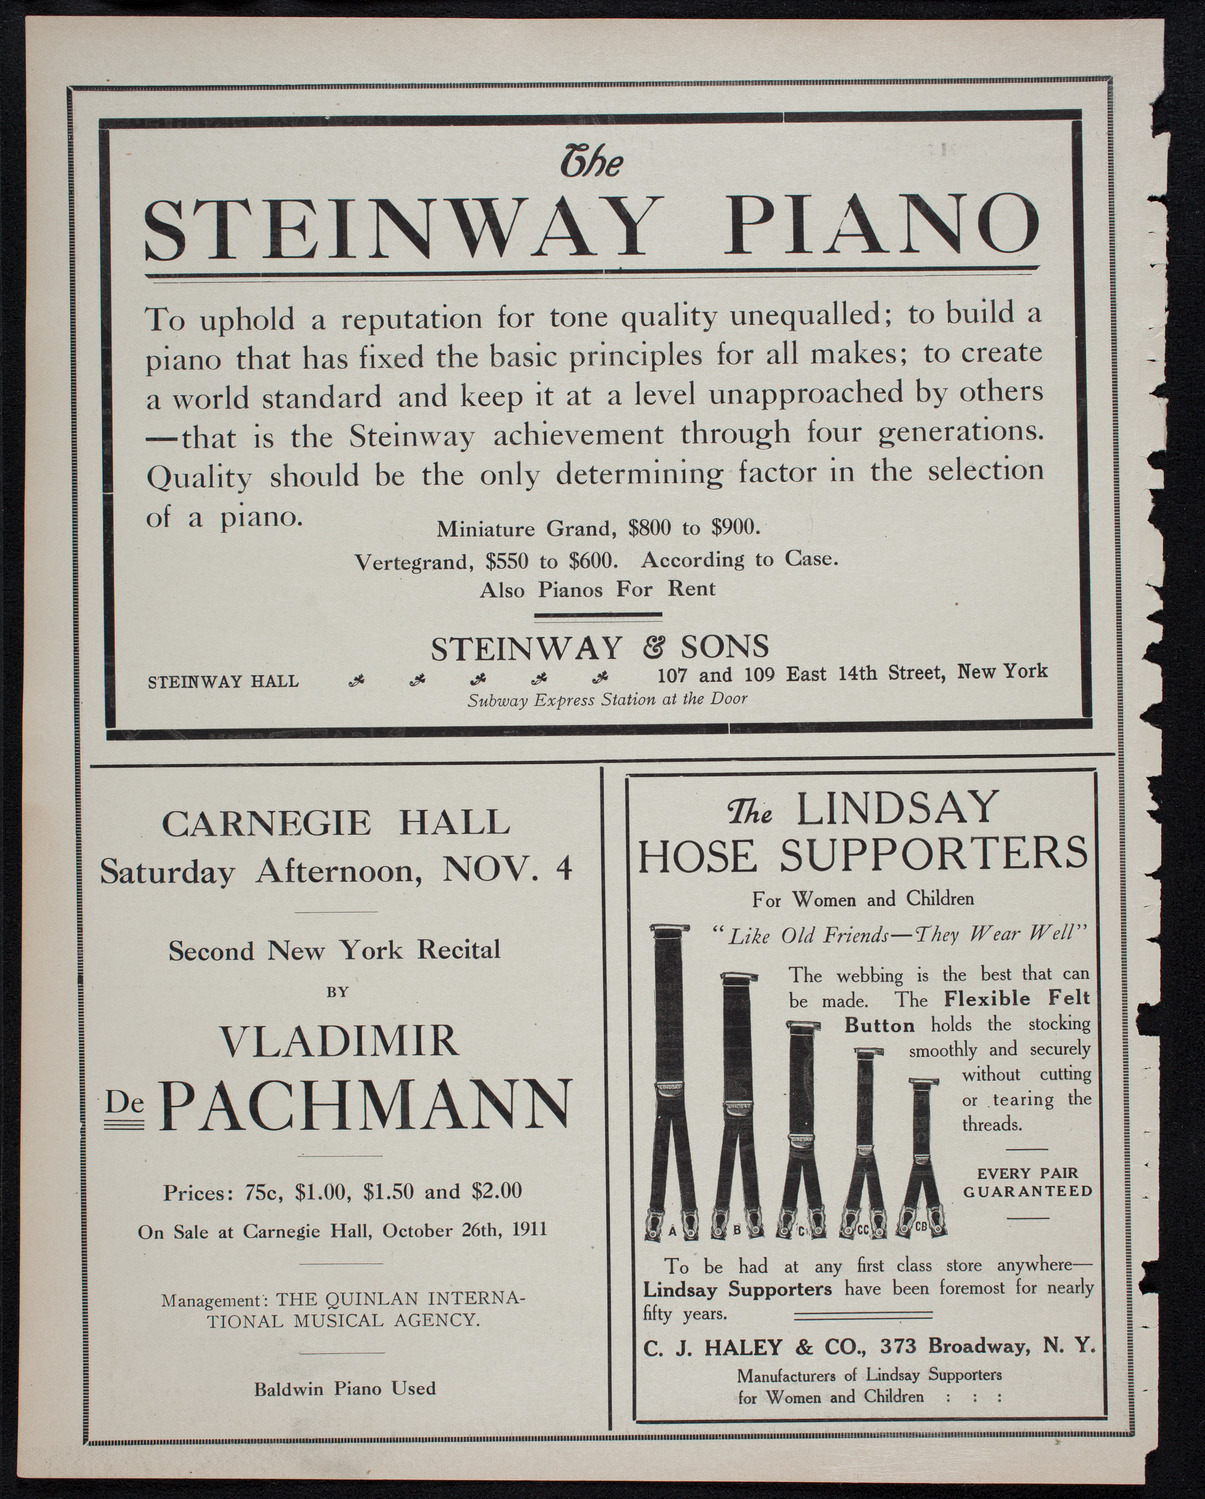 The
STEINWAY PIANO
To uphold a reputation for tone quality unequalled; to build a
piano that has fixed the basic principles for all makes; to create
a world standard and keep it at a level unapproached by others
—that is the Steinway achievement through four generations.
Quality should be the only determining factor in the selection
of a piano.
Miniature Grand, $800 to $900.
Vertegrand, $550 to $600. According to Case.
Also Pianos For Rent
STEINWAY & SONS
STEINWAY HALL 107 and 109 East 14th Street, New York
Subway Express Station at the Door
CARNEGIE HALL
Saturday Afternoon, NOV. 4
Second New York Recital
BY
VLADIMIR
De PACHMANN
Prices: 75c, $1.00, $1.50 and $2.00
On Sale at Carnegie Hall, October 26th, 1911
Management: THE QUINLAN INTERNA-
TIONAL MUSICAL AGENCY.
Baldwin Piano Used
The LINDSAY
HOSE SUPPORTERS
For Women and Children
"Like Old Friends—They Wear Well"
The webbing is the best that can
be made. The Flexible Felt
Button holds the stocking
smoothly and securely
without cutting
or tearing the
threads.
EVERY PAIR
GUARANTEED
A B C CC CB
To be had at any first class store anywhere—
Lindsay Supporters have been foremost for nearly
fifty years.
C. J. HALEY & CO., 373 Broadway, N. Y.
Manufacturers of Lindsay Supporters
for Women and Children : : :